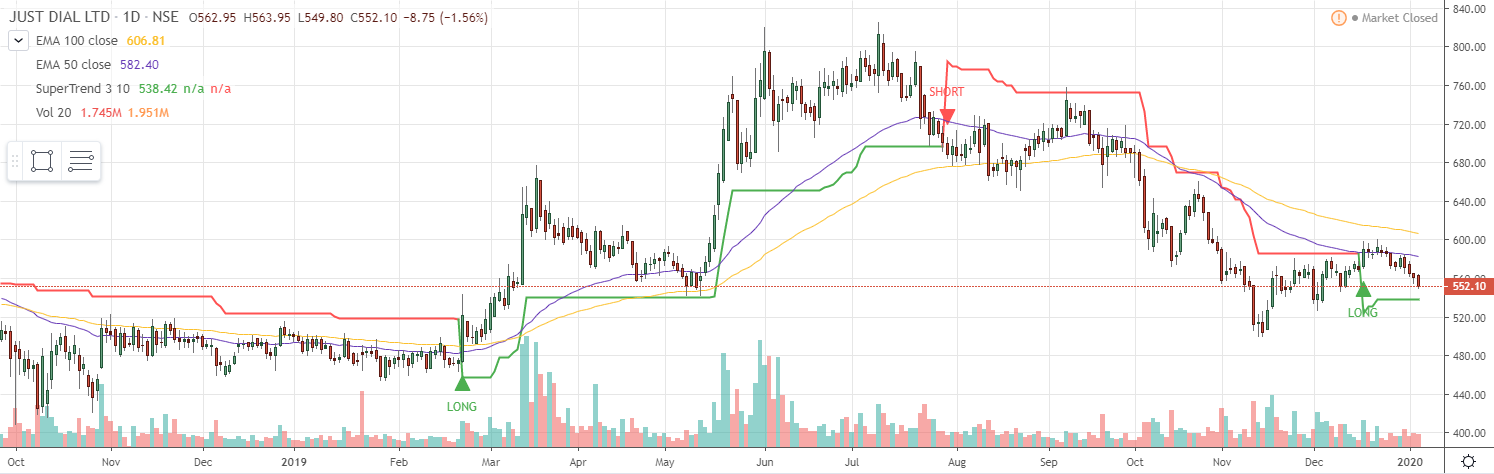 JUST DIAL LTD · 1D · NSE O562.95 H563.95 L549.80 C552.10 −8.75 (−1.56%)
! Market Closed
EMA 100 close 606.81
EMA 50 close 582.40
SuperTrend 3 10 538.42 n/a n/a
Vol 20 1.745M 1.951M
840.00
800.00
760.00
720.00
680.00
640.00
600.00
552.10
520.00
480.00
440.00
400.00
SHORT
LONG
LONG
Oct Nov Dec 2019 Feb Mar Apr May Jun Jul Aug Sep Oct Nov Dec 2020